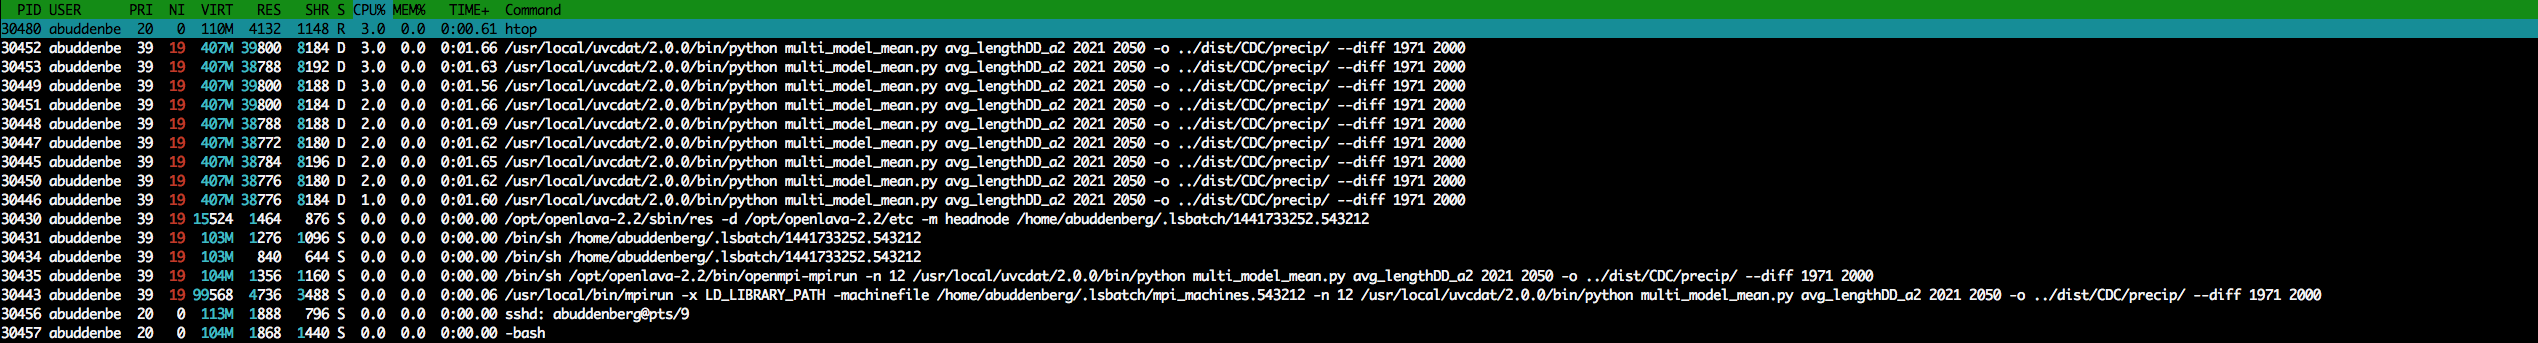 PID USER PRI NI VIRT RES SHR S CPU% MEM% TIME+ Command
30480 abuddenbe 20 0 110M 4132 1148 R 3.0 0.0 0:00.61 htop
30452 abuddenbe 39 19 407M 39800 8184 D 3.0 0.0 0:01.66 /usr/local/uvcdat/2.0.0/bin/python multi_model_mean.py avg_lengthDD_a2 2021 2050 -o ../dist/CDC/precip/ --diff 1971 2000
30453 abuddenbe 39 19 407M 38788 8192 D 3.0 0.0 0:01.63 /usr/local/uvcdat/2.0.0/bin/python multi_model_mean.py avg_lengthDD_a2 2021 2050 -o ../dist/CDC/precip/ --diff 1971 2000
30449 abuddenbe 39 19 407M 39800 8188 D 3.0 0.0 0:01.56 /usr/local/uvcdat/2.0.0/bin/python multi_model_mean.py avg_lengthDD_a2 2021 2050 -o ../dist/CDC/precip/ --diff 1971 2000
30451 abuddenbe 39 19 407M 39800 8184 D 2.0 0.0 0:01.66 /usr/local/uvcdat/2.0.0/bin/python multi_model_mean.py avg_lengthDD_a2 2021 2050 -o ../dist/CDC/precip/ --diff 1971 2000
30448 abuddenbe 39 19 407M 38788 8188 D 2.0 0.0 0:01.69 /usr/local/uvcdat/2.0.0/bin/python multi_model_mean.py avg_lengthDD_a2 2021 2050 -o ../dist/CDC/precip/ --diff 1971 2000
30447 abuddenbe 39 19 407M 38772 8180 D 2.0 0.0 0:01.62 /usr/local/uvcdat/2.0.0/bin/python multi_model_mean.py avg_lengthDD_a2 2021 2050 -o ../dist/CDC/precip/ --diff 1971 2000
30445 abuddenbe 39 19 407M 38784 8196 D 2.0 0.0 0:01.65 /usr/local/uvcdat/2.0.0/bin/python multi_model_mean.py avg_lengthDD_a2 2021 2050 -o ../dist/CDC/precip/ --diff 1971 2000
30450 abuddenbe 39 19 407M 38776 8180 D 2.0 0.0 0:01.62 /usr/local/uvcdat/2.0.0/bin/python multi_model_mean.py avg_lengthDD_a2 2021 2050 -o ../dist/CDC/precip/ --diff 1971 2000
30446 abuddenbe 39 19 407M 38776 8184 D 1.0 0.0 0:01.60 /usr/local/uvcdat/2.0.0/bin/python multi_model_mean.py avg_lengthDD_a2 2021 2050 -o ../dist/CDC/precip/ --diff 1971 2000
30430 abuddenbe 39 19 15524 1464 876 S 0.0 0.0 0:00.00 /opt/openlava-2.2/sbin/res -d /opt/openlava-2.2/etc -m headnode /home/abuddenberg/.lsbatch/1441733252.543212
30431 abuddenbe 39 19 103M 1276 1096 S 0.0 0.0 0:00.00 /bin/sh /home/abuddenberg/.lsbatch/1441733252.543212
30434 abuddenbe 39 19 103M 840 644 S 0.0 0.0 0:00.00 /bin/sh /home/abuddenberg/.lsbatch/1441733252.543212
30435 abuddenbe 39 19 104M 1356 1160 S 0.0 0.0 0:00.00 /bin/sh /opt/openlava-2.2/bin/openmpi-mpirun -n 12 /usr/local/uvcdat/2.0.0/bin/python multi_model_mean.py avg_lengthDD_a2 2021 2050 -o ../dist/CDC/precip/ --diff 1971 2000
30443 abuddenbe 39 19 99568 4736 3488 S 0.0 0.0 0:00.06 /usr/local/bin/mpirun -x LD_LIBRARY_PATH -machinefile /home/abuddenberg/.lsbatch/mpi_machines.543212 -n 12 /usr/local/uvcdat/2.0.0/bin/python multi_model_mean.py avg_lengthDD_a2 2021 2050 -o ../dist/CDC/precip/ --diff 1971 2000
30456 abuddenbe 20 0 113M 1888 796 S 0.0 0.0 0:00.00 sshd: abuddenberg@pts/9
30457 abuddenbe 20 0 104M 1868 1440 S 0.0 0.0 0:00.00 -bash